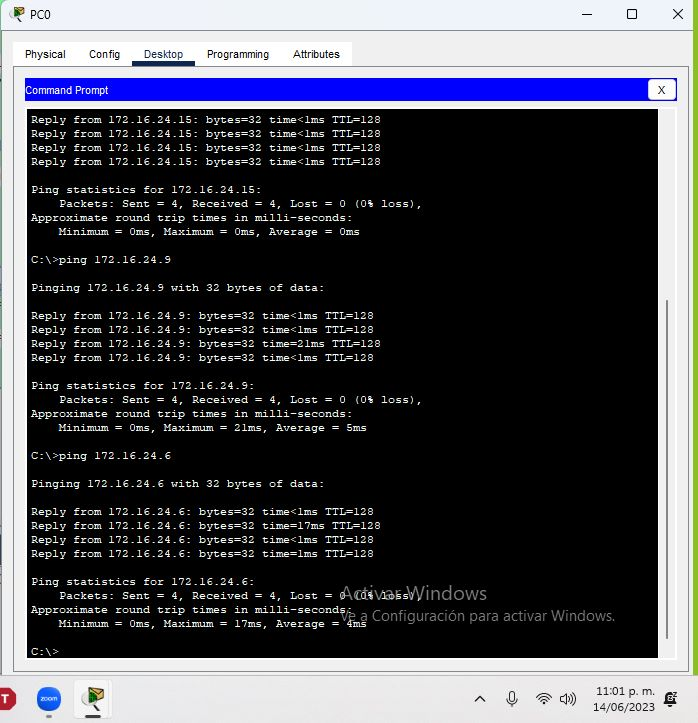 PC0
Physical Config Desktop Programming Attributes
Command Prompt
X
Reply from 172.16.24.15: bytes=32 time<1ms TTL=128
Reply from 172.16.24.15: bytes=32 time<1ms TTL=128
Reply from 172.16.24.15: bytes=32 time<1ms TTL=128
Reply from 172.16.24.15: bytes=32 time<1ms TTL=128
Ping statistics for 172.16.24.15:
Packets: Sent = 4, Received = 4, Lost = 0 (0% loss),
Approximate round trip times in milli-seconds:
Minimum = 0ms, Maximum = 0ms, Average = 0ms
C:\>ping 172.16.24.9
Pinging 172.16.24.9 with 32 bytes of data:
Reply from 172.16.24.9: bytes=32 time<1ms TTL=128
Reply from 172.16.24.9: bytes=32 time<1ms TTL=128
Reply from 172.16.24.9: bytes=32 time=21ms TTL=128
Reply from 172.16.24.9: bytes=32 time<1ms TTL=128
Ping statistics for 172.16.24.9:
Packets: Sent = 4, Received = 4, Lost = 0 (0% loss),
Approximate round trip times in milli-seconds:
Minimum = 0ms, Maximum = 21ms, Average = 5ms
C:\>ping 172.16.24.6
Pinging 172.16.24.6 with 32 bytes of data:
Reply from 172.16.24.6: bytes=32 time<1ms TTL=128
Reply from 172.16.24.6: bytes=32 time=17ms TTL=128
Reply from 172.16.24.6: bytes=32 time<1ms TTL=128
Reply from 172.16.24.6: bytes=32 time=1ms TTL=128
Ping statistics for 172.16.24.6:
Packets: Sent = 4, Received = 4, Lost = 0 (0% loss),
Approximate round trip times in milli-seconds:
Minimum = 0ms, Maximum = 17ms, Average = 4ms
C:\>
Activar Windows
Ve a Configuración para activar Windows.
T
zoom
11:01 p. m.
14/06/2023